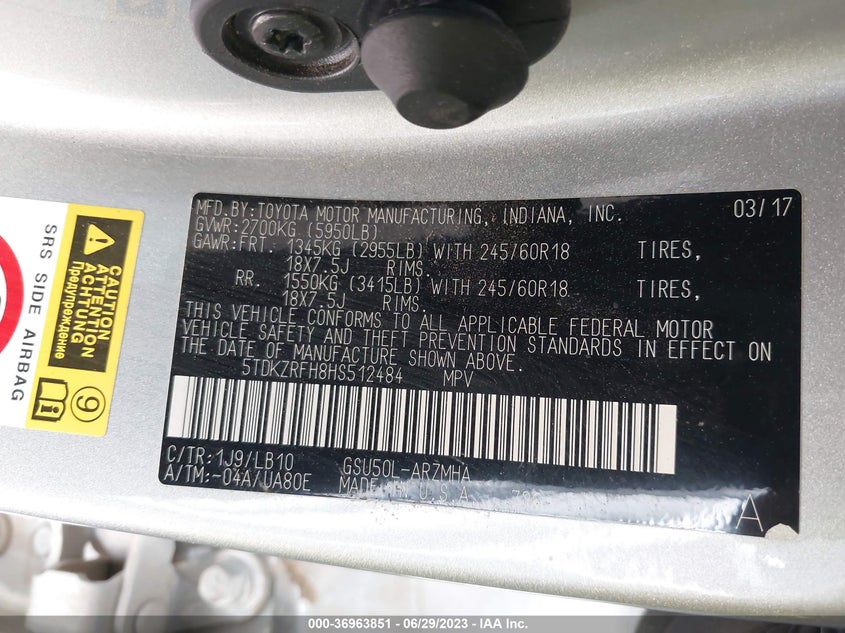 MFD.BY:TOYOTA MOTOR MANUFACTURING, INDIANA, INC. 03/17
GVWR:2700KG (5950LB)
GAWR:FRT. 1345KG (2955LB) WITH 245/60R18 TIRES,
18X7.5J RIMS.
RR. 1550KG (3415LB) WITH 245/60R18 TIRES,
18X7.5J RIMS.
THIS VEHICLE CONFORMS TO ALL APPLICABLE FEDERAL MOTOR
VEHICLE SAFETY AND THEFT PREVENTION STANDARDS IN EFFECT ON
THE DATE OF MANUFACTURE SHOWN ABOVE.
5TDKZRFH8HS512484 MPV
C/TR:1J9/LB10 GSU50L-ARZMHA
A/TM:-04A/UA80E MADE IN U.S.A.
A
SRS SIDE AIRBAG
CAUTION
ATTENTION
ACHTUNG
Предупреждение
9
000-36963851 - 06/29/2023 - IAA Inc.